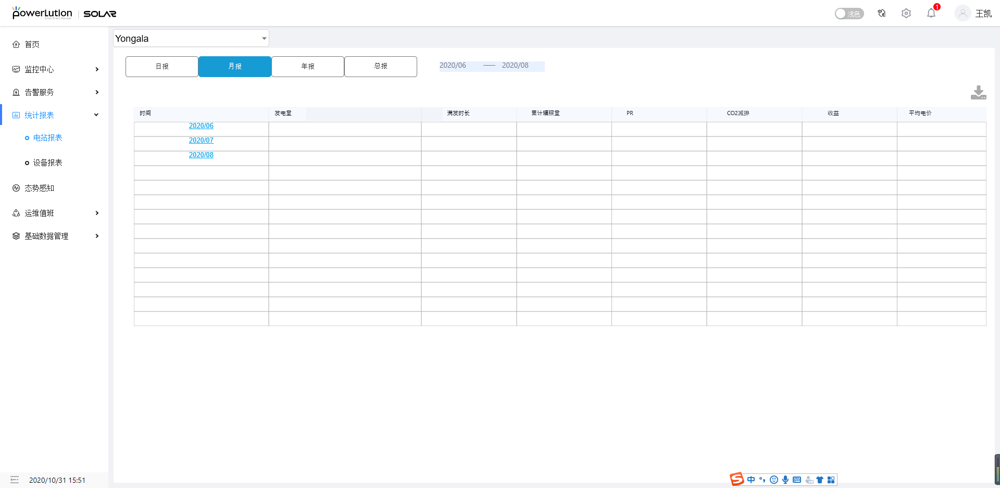 powerLution
SOLAR
浅色
1
王凯
首页
监控中心
告警服务
统计报表
电站报表
设备报表
态势感知
运维值班
基础数据管理
2020/10/31 15:51
Yongala
日报
月报
年报
总报
2020/06 — 2020/08
时间 发电量 满发时长 累计辐照量 PR CO2减排 收益 平均电价
2020/06
2020/07
2020/08
S 中